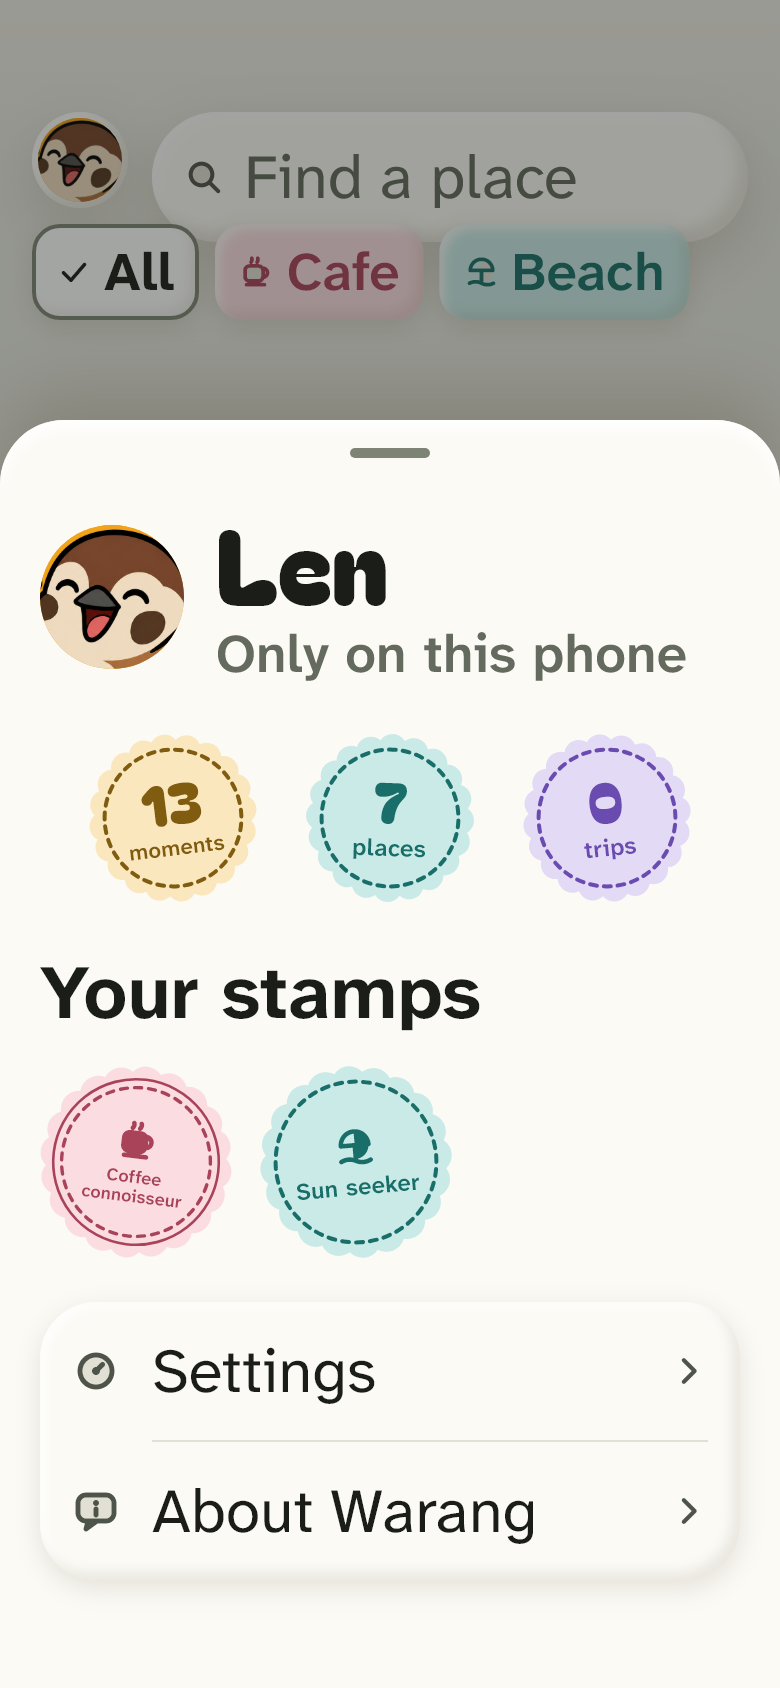 Find a place
All
Cafe
Beach
Len
Only on this phone
13
moments
7
places
0
trips
Your stamps
Coffee
connoisseur
Sun seeker
Settings
About Warang